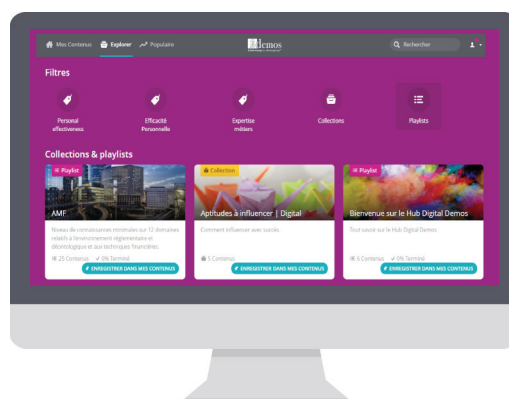 Mes Contenus Explorer Populaire demos Rechercher
Filtres
Personal effectiveness
Efficacité Personnelle
Expertise métiers
Collections
Playlists
Collections & playlists
Playlist
AMF
Niveau de connaissances minimales sur 12 domaines
relatifs à l'environnement réglementaire et
déontologique et aux techniques financières.
25 Contenus 0% Terminé
ENREGISTRER DANS MES CONTENUS
Collection
Aptitudes à influencer | Digital
Comment influencer avec succès.
5 Contenus
ENREGISTRER DANS MES CONTENUS
Playlist
Bienvenue sur le Hub Digital Demos
Tout savoir sur le Hub Digital Demos.
6 Contenus 0% Terminé
ENREGISTRER DANS MES CONTENUS